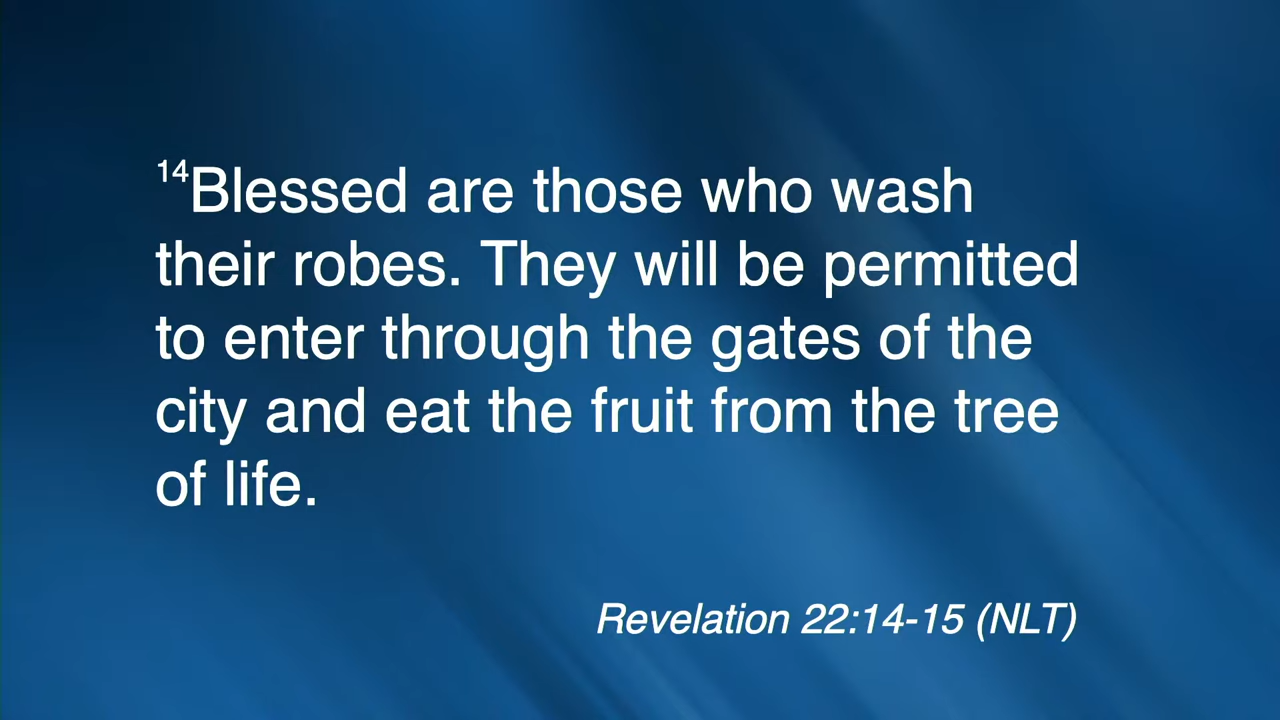 14Blessed are those who wash
their robes. They will be permitted
to enter through the gates of the
city and eat the fruit from the tree
of life.
Revelation 22:14-15 (NLT)